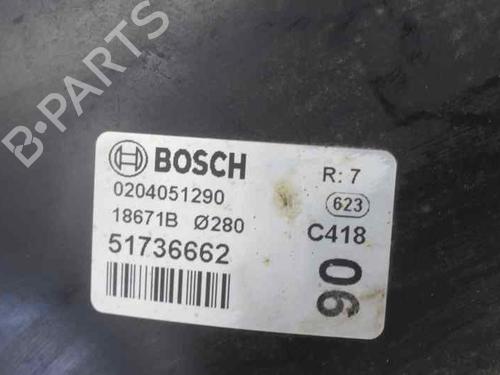 B-PARTS
BOSCH
0204051290
18671B Ø280
51736662
R: 7
623
C418
90